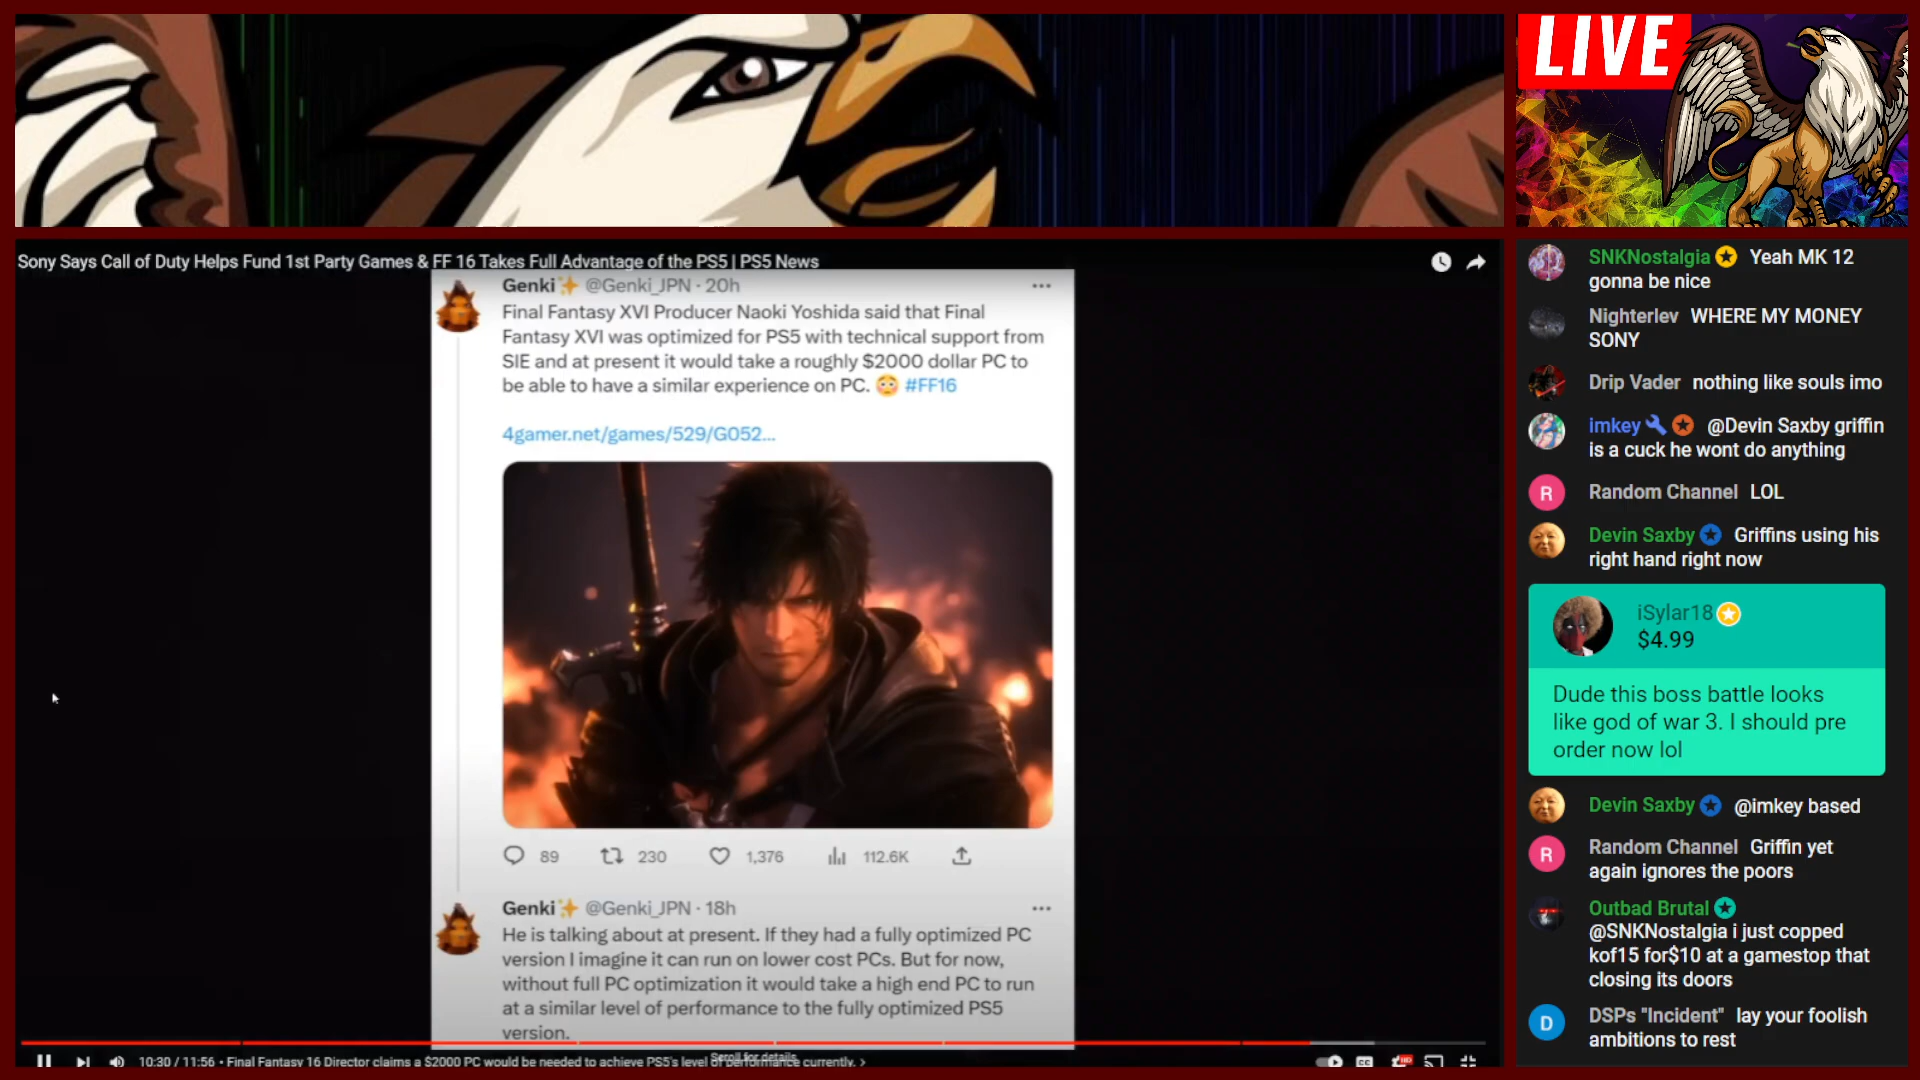 LIVE
Sony Says Call of Duty Helps Fund 1st Party Games & FF 16 Takes Full Advantage of the PS5 | PS5 News
Genki✨ @Genki_JPN · 20h
Final Fantasy XVI Producer Naoki Yoshida said that Final
Fantasy XVI was optimized for PS5 with technical support from
SIE and at present it would take a roughly $2000 dollar PC to
be able to have a similar experience on PC. 😳 #FF16
4gamer.net/games/529/G052...
89 230 1,376 112.6K
Genki✨ @Genki_JPN · 18h
He is talking about at present. If they had a fully optimized PC
version I imagine it can run on lower cost PCs. But for now,
without full PC optimization it would take a high end PC to run
at a similar level of performance to the fully optimized PS5
version.
Scroll for details
10:30 / 11:56 • Final Fantasy 16 Director claims a $2000 PC would be needed to achieve PS5's level of performance currently. >
CC
HD
SNKNostalgia Yeah MK 12
gonna be nice
Nighterlev WHERE MY MONEY
SONY
Drip Vader nothing like souls imo
imkey @Devin Saxby griffin
is a cuck he wont do anything
R
Random Channel LOL
Devin Saxby Griffins using his
right hand right now
iSylar18
$4.99
Dude this boss battle looks
like god of war 3. I should pre
order now lol
Devin Saxby @imkey based
R
Random Channel Griffin yet
again ignores the poors
Outbad Brutal
@SNKNostalgia i just copped
kof15 for$10 at a gamestop that
closing its doors
D
DSPs "Incident" lay your foolish
ambitions to rest